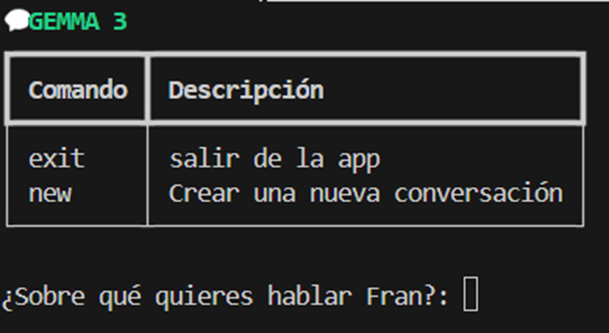 GEMMA 3
Comando Descripción
exit salir de la app
new Crear una nueva conversación
¿Sobre qué quieres hablar Fran?: